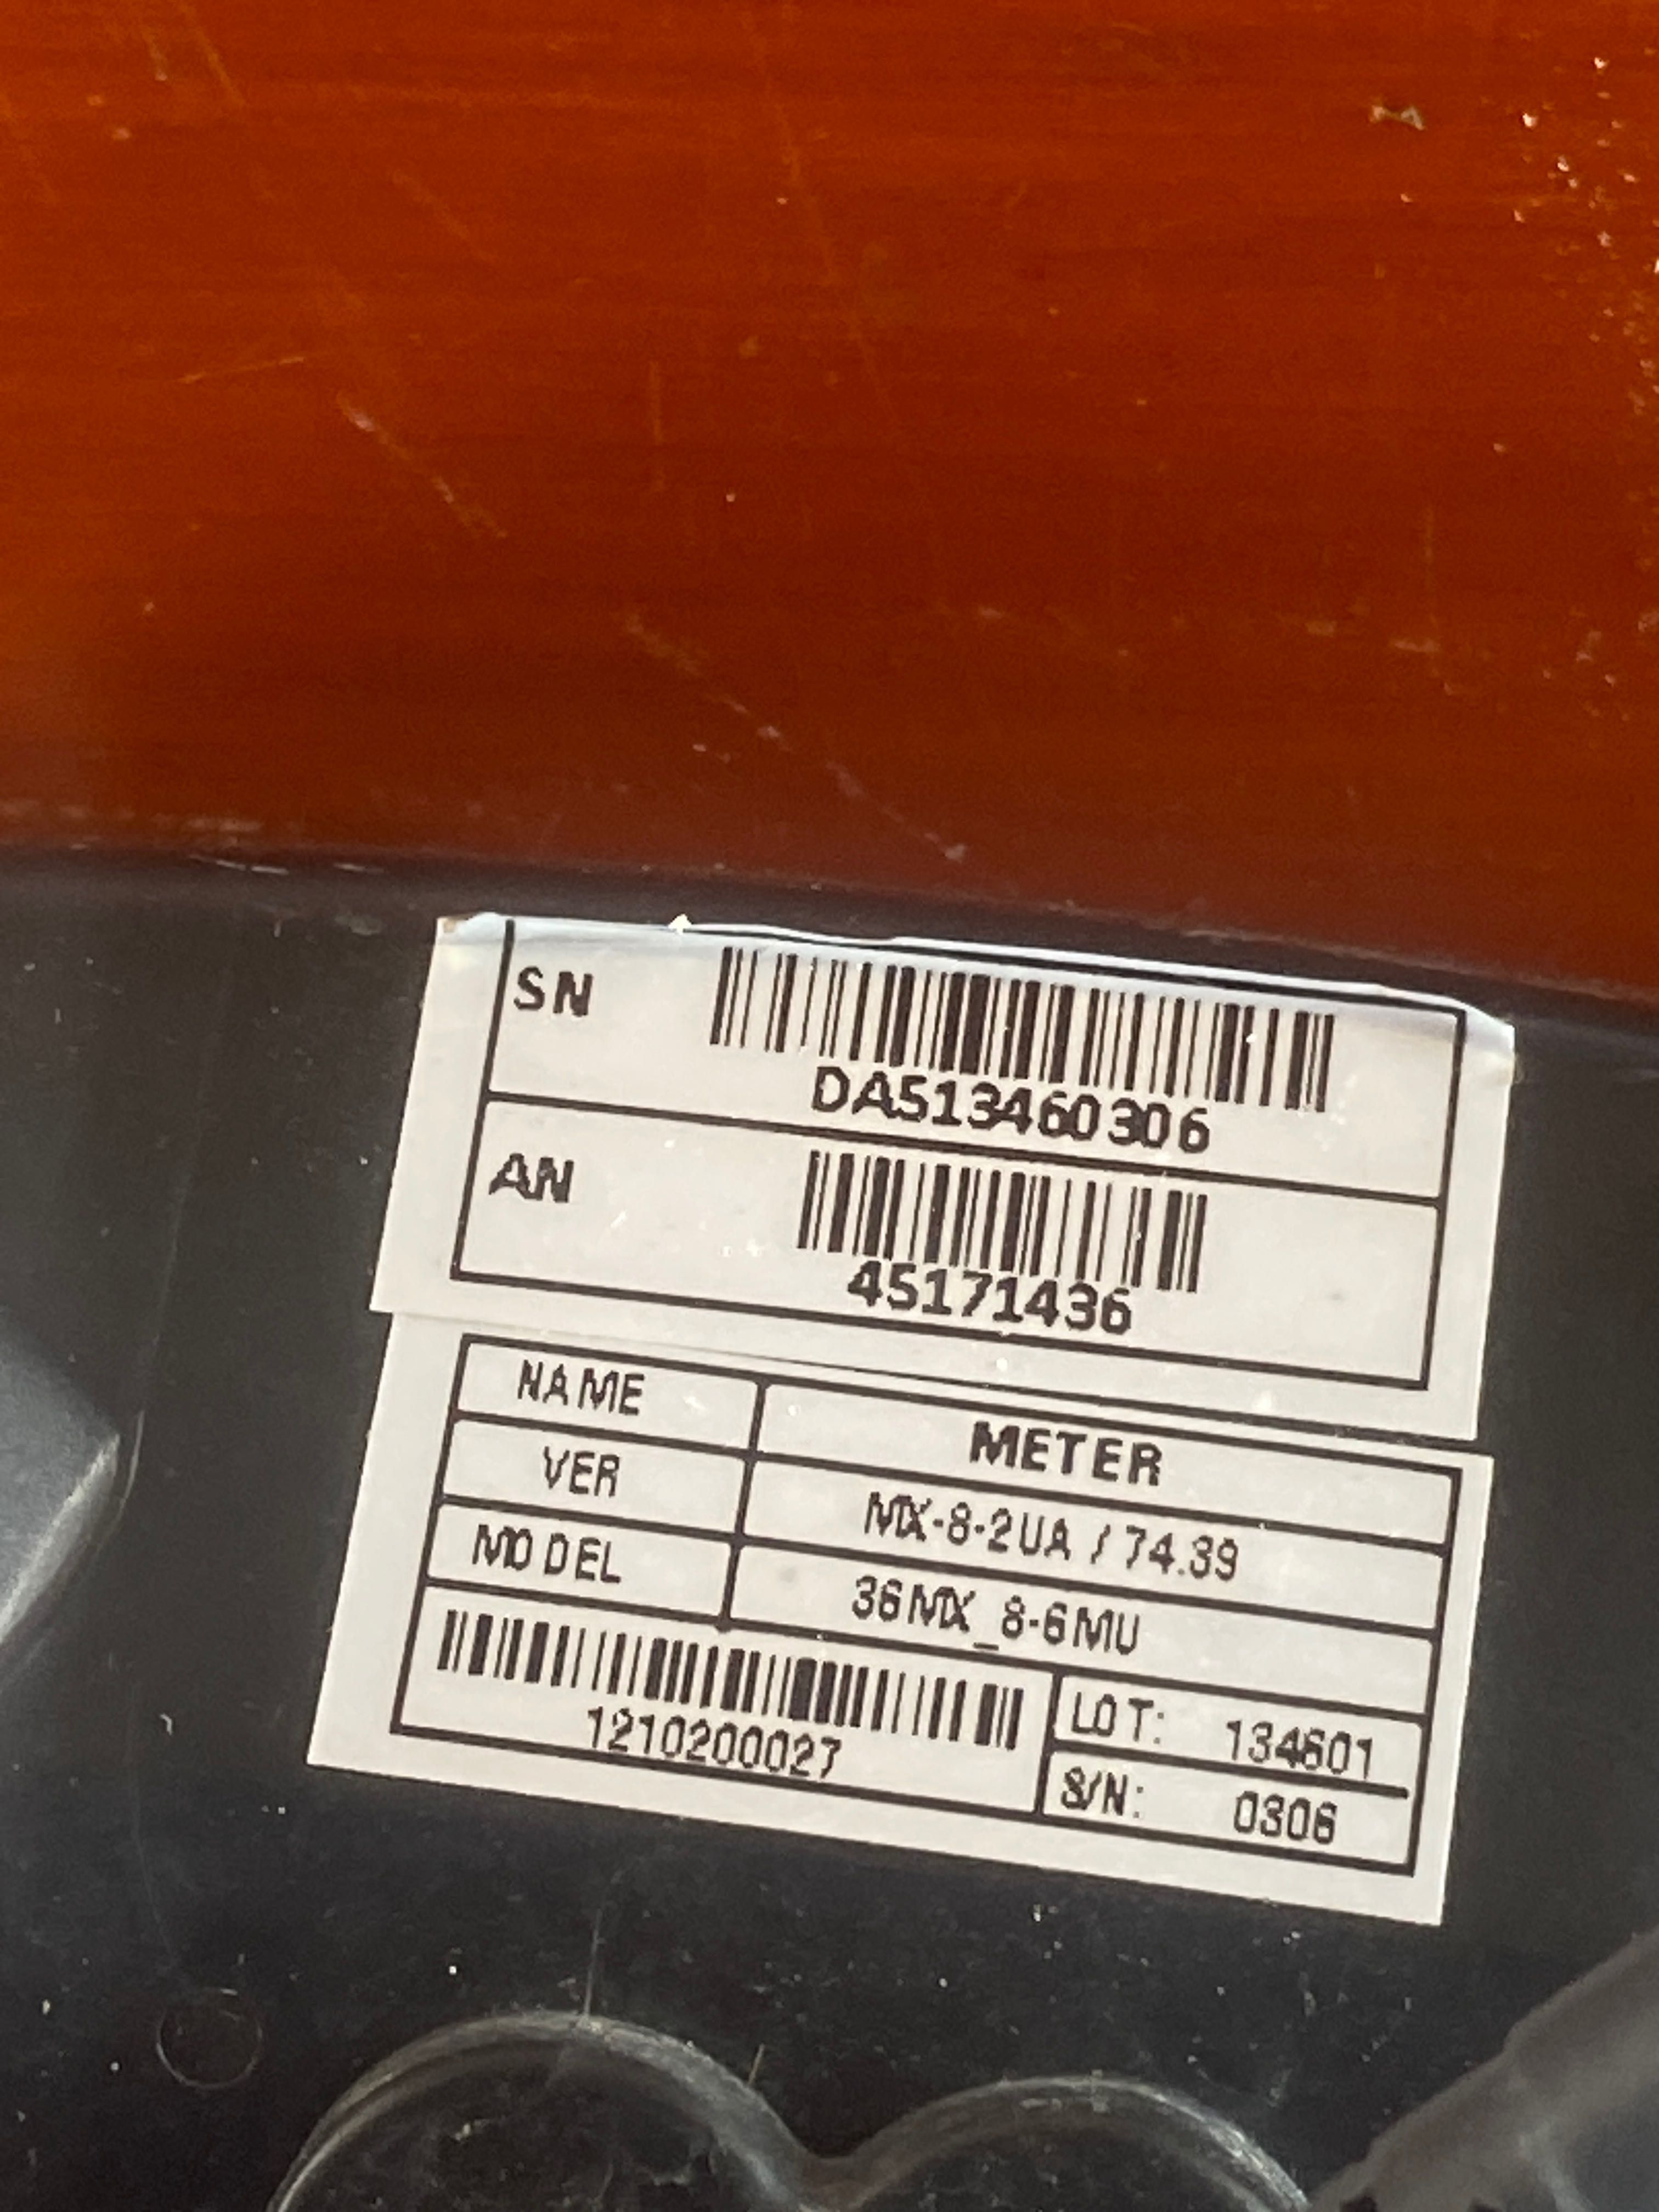 SN
DA513460306
AN
45171436
NAME METER
VER MX-8-2UA / 74.39
MODEL 36MX_8-6MU
1210200027
LOT: 134601
S/N: 0306